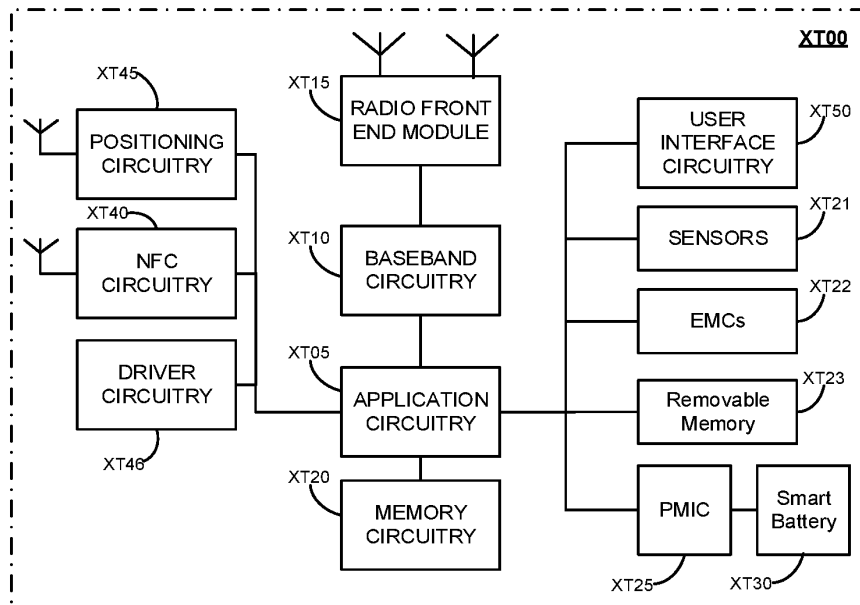 XT00
XT45
POSITIONING
CIRCUITRY
XT40
NFC
CIRCUITRY
DRIVER
CIRCUITRY
XT46
XT15
RADIO FRONT
END MODULE
XT10
BASEBAND
CIRCUITRY
XT05
APPLICATION
CIRCUITRY
XT20
MEMORY
CIRCUITRY
USER
INTERFACE
CIRCUITRY
XT50
SENSORS
XT21
EMCs
XT22
Removable
Memory
XT23
PMIC
XT25
Smart
Battery
XT30